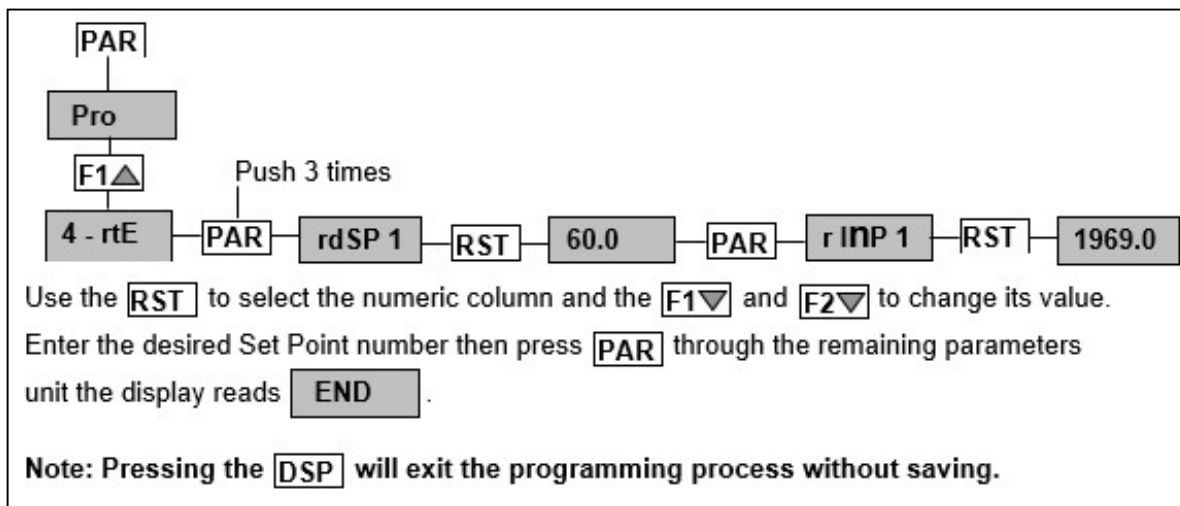 PAR
Pro
F1
Push 3 times
4 - rtE PAR rdSP 1 RST 60.0 PAR r InP 1 RST 1969.0
Use the RST to select the numeric column and the F1 and F2 to change its value.
Enter the desired Set Point number then press PAR through the remaining parameters
unit the display reads END .
Note: Pressing the DSP will exit the programming process without saving.